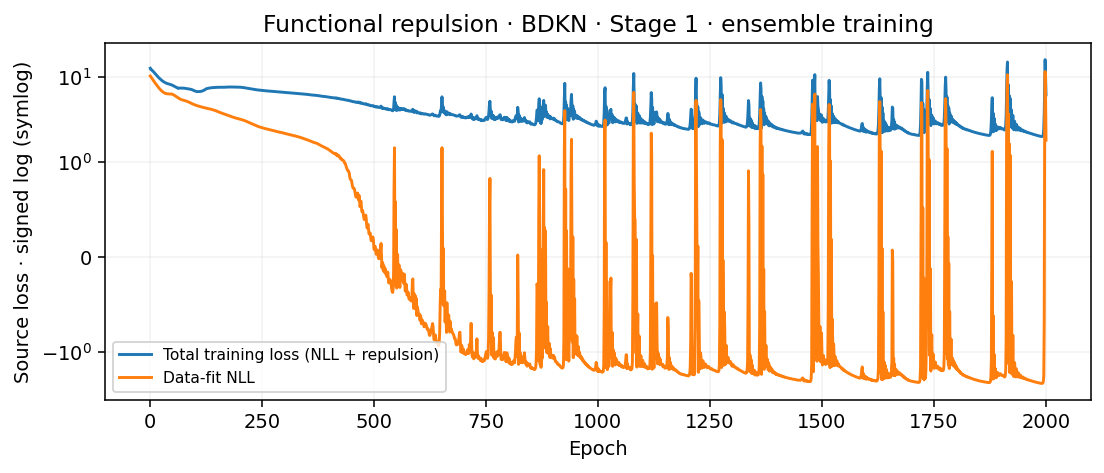 Functional repulsion · BDKN · Stage 1 · ensemble training
Source loss · signed log (symlog)
10¹
10⁰
0
−10⁰
Total training loss (NLL + repulsion)
Data-fit NLL
0 250 500 750 1000 1250 1500 1750 2000
Epoch